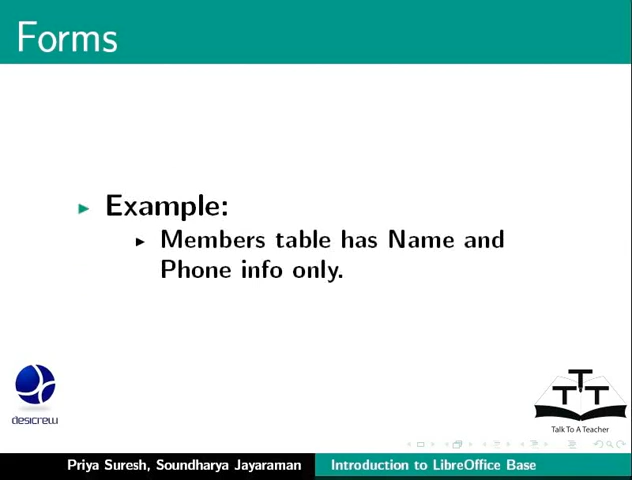 Forms
Example:
Members table has Name and
Phone info only.
desicrew
T T T
Talk To A Teacher
Priya Suresh, Soundharya Jayaraman Introduction to LibreOffice Base